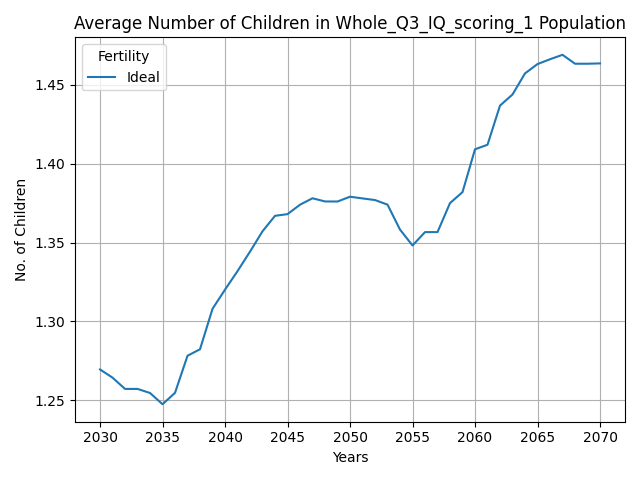 Average Number of Children in Whole_Q3_IQ_scoring_1 Population
Fertility
Ideal
No. of Children
1.45
1.40
1.35
1.30
1.25
2030 2035 2040 2045 2050 2055 2060 2065 2070
Years